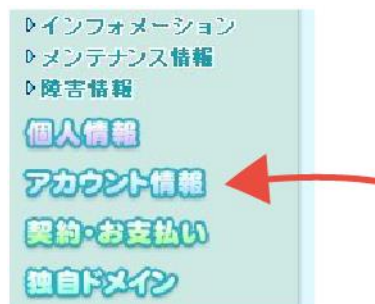 インフォメーション
メンテナンス情報
障害情報
個人情報
アカウント情報
契約・お支払い
独自ドメイン